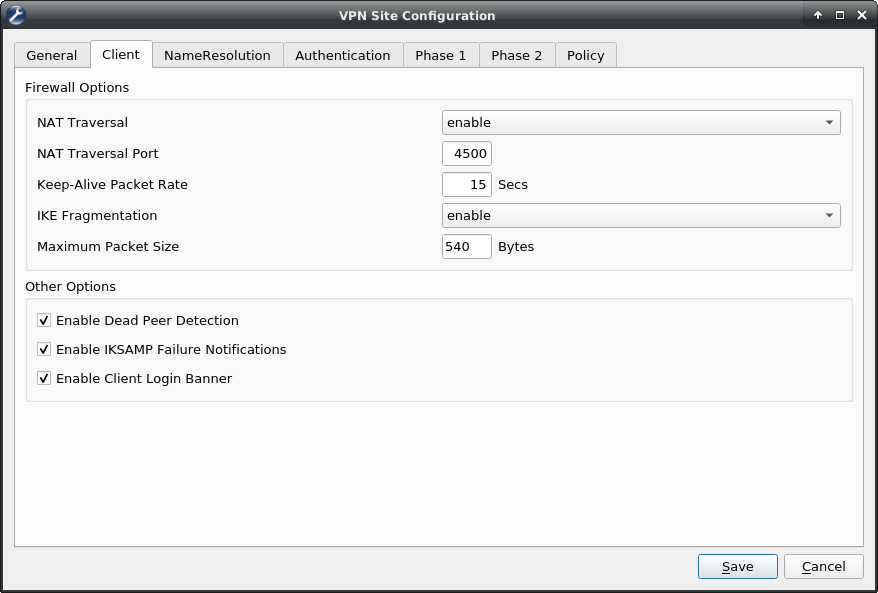 VPN Site Configuration
General Client NameResolution Authentication Phase 1 Phase 2 Policy
Firewall Options
NAT Traversal enable
NAT Traversal Port 4500
Keep-Alive Packet Rate 15 Secs
IKE Fragmentation enable
Maximum Packet Size 540 Bytes
Other Options
Enable Dead Peer Detection
Enable IKSAMP Failure Notifications
Enable Client Login Banner
Save Cancel